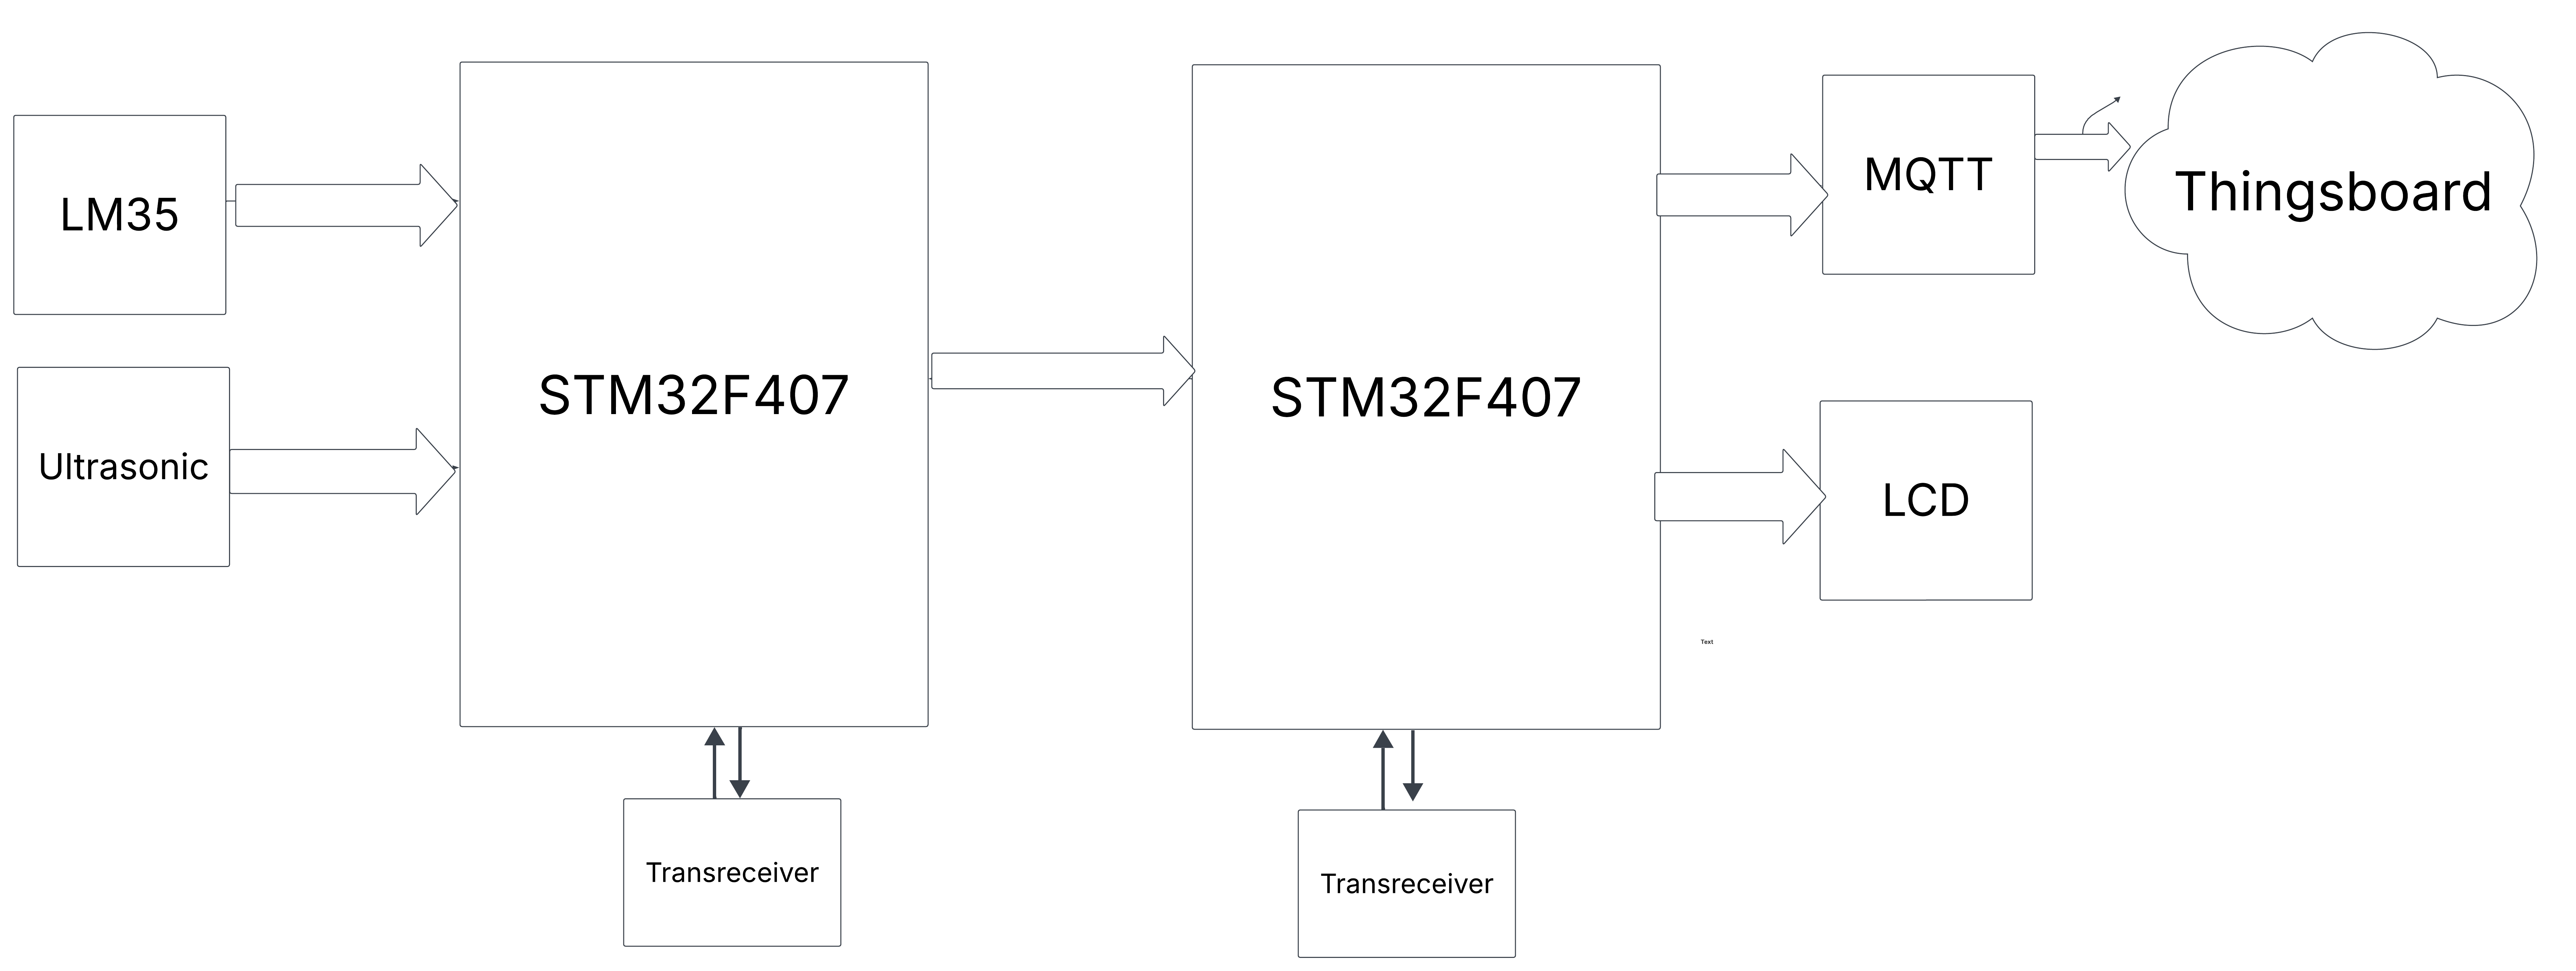 LM35
Ultrasonic
STM32F407
STM32F407
MQTT
Thingsboard
LCD
Text
Transreceiver
Transreceiver